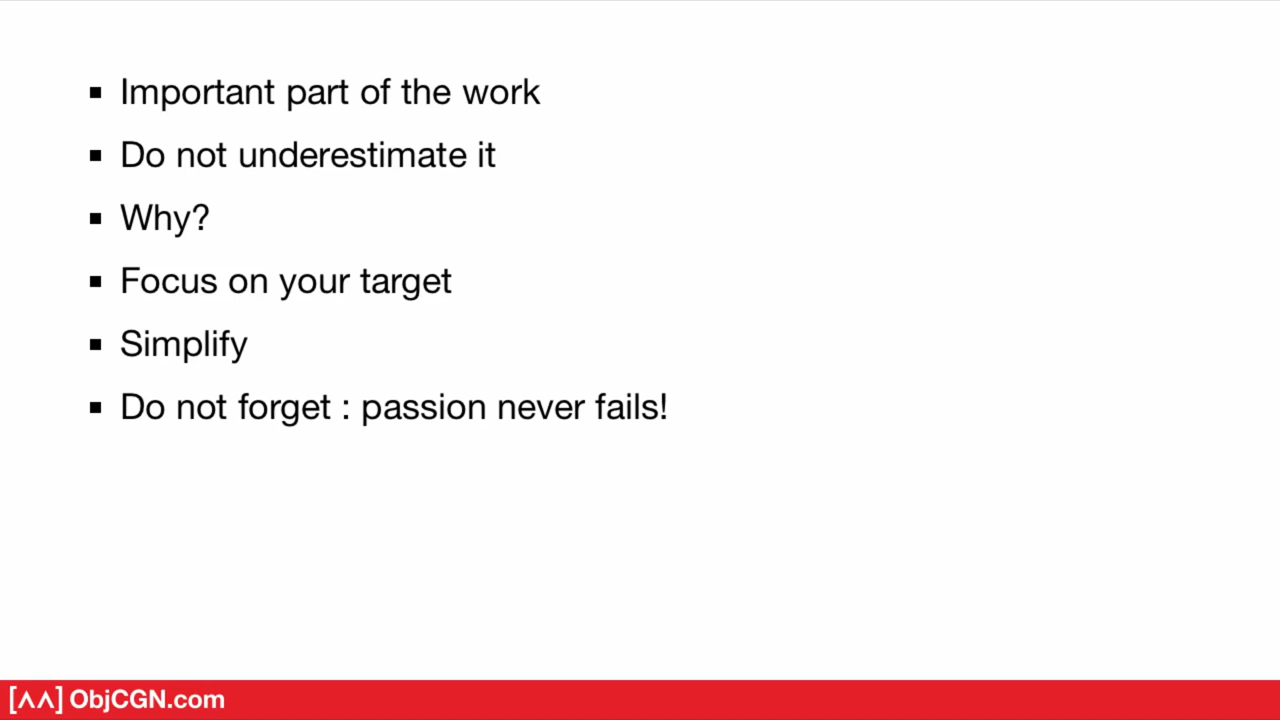 ▪ Important part of the work
▪ Do not underestimate it
▪ Why?
▪ Focus on your target
▪ Simplify
▪ Do not forget : passion never fails!
[ʌʌ] ObjCGN.com